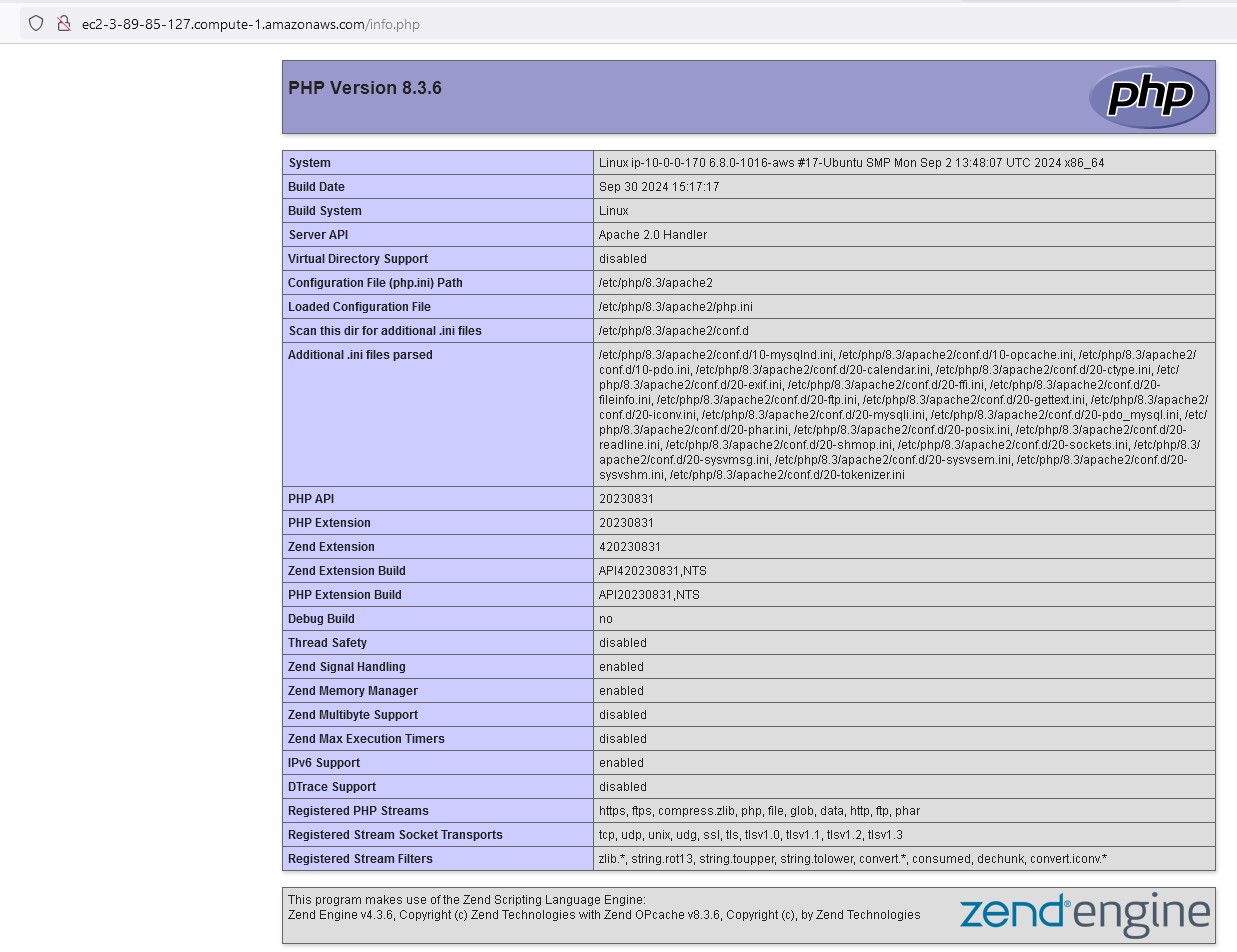 ec2-3-89-85-127.compute-1.amazonaws.com/info.php
PHP Version 8.3.6
php
System Linux ip-10-0-0-170 6.8.0-1016-aws #17-Ubuntu SMP Mon Sep 2 13:48:07 UTC 2024 x86_64
Build Date Sep 30 2024 15:17:17
Build System Linux
Server API Apache 2.0 Handler
Virtual Directory Support disabled
Configuration File (php.ini) Path /etc/php/8.3/apache2
Loaded Configuration File /etc/php/8.3/apache2/php.ini
Scan this dir for additional .ini files /etc/php/8.3/apache2/conf.d
Additional .ini files parsed /etc/php/8.3/apache2/conf.d/10-mysqlnd.ini, /etc/php/8.3/apache2/conf.d/10-opcache.ini, /etc/php/8.3/apache2/
conf.d/10-pdo.ini, /etc/php/8.3/apache2/conf.d/20-calendar.ini, /etc/php/8.3/apache2/conf.d/20-ctype.ini, /etc/
php/8.3/apache2/conf.d/20-exif.ini, /etc/php/8.3/apache2/conf.d/20-ffi.ini, /etc/php/8.3/apache2/conf.d/20-
fileinfo.ini, /etc/php/8.3/apache2/conf.d/20-ftp.ini, /etc/php/8.3/apache2/conf.d/20-gettext.ini, /etc/php/8.3/apache2/
conf.d/20-iconv.ini, /etc/php/8.3/apache2/conf.d/20-mysqli.ini, /etc/php/8.3/apache2/conf.d/20-pdo_mysql.ini, /etc/
php/8.3/apache2/conf.d/20-phar.ini, /etc/php/8.3/apache2/conf.d/20-posix.ini, /etc/php/8.3/apache2/conf.d/20-
readline.ini, /etc/php/8.3/apache2/conf.d/20-shmop.ini, /etc/php/8.3/apache2/conf.d/20-sockets.ini, /etc/php/8.3/
apache2/conf.d/20-sysvmsg.ini, /etc/php/8.3/apache2/conf.d/20-sysvsem.ini, /etc/php/8.3/apache2/conf.d/20-
sysvshm.ini, /etc/php/8.3/apache2/conf.d/20-tokenizer.ini
PHP API 20230831
PHP Extension 20230831
Zend Extension 420230831
Zend Extension Build API420230831,NTS
PHP Extension Build API20230831,NTS
Debug Build no
Thread Safety disabled
Zend Signal Handling enabled
Zend Memory Manager enabled
Zend Multibyte Support disabled
Zend Max Execution Timers disabled
IPv6 Support enabled
DTrace Support disabled
Registered PHP Streams https, ftps, compress.zlib, php, file, glob, data, http, ftp, phar
Registered Stream Socket Transports tcp, udp, unix, udg, ssl, tls, tlsv1.0, tlsv1.1, tlsv1.2, tlsv1.3
Registered Stream Filters zlib.*, string.rot13, string.toupper, string.tolower, convert.*, consumed, dechunk, convert.iconv.*
This program makes use of the Zend Scripting Language Engine:
Zend Engine v4.3.6, Copyright (c) Zend Technologies with Zend OPcache v8.3.6, Copyright (c), by Zend Technologies
zend®engine